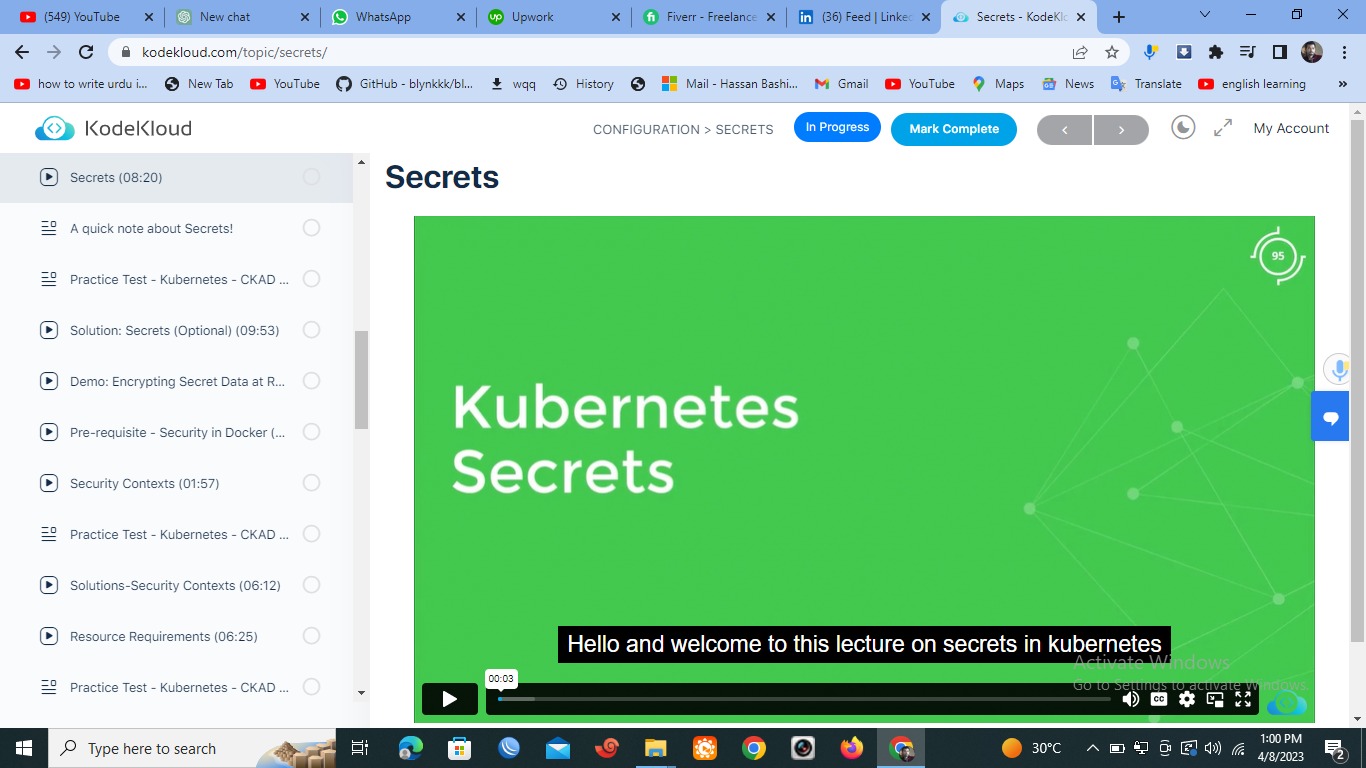 (549) YouTube
New chat
WhatsApp
Upwork
Fiverr - Freelance
(36) Feed | Linked
Secrets - KodeKlo
kodekloud.com/topic/secrets/
how to write urdu i...
New Tab
YouTube
GitHub - blynkkk/bl...
wqq
History
Mail - Hassan Bashi...
Gmail
YouTube
Maps
News
Translate
english learning
»
KodeKloud
CONFIGURATION > SECRETS
In Progress
Mark Complete
<
>
My Account
Secrets (08:20)
A quick note about Secrets!
Practice Test - Kubernetes - CKAD ...
Solution: Secrets (Optional) (09:53)
Demo: Encrypting Secret Data at R...
Pre-requisite - Security in Docker (...
Security Contexts (01:57)
Practice Test - Kubernetes - CKAD ...
Solutions-Security Contexts (06:12)
Resource Requirements (06:25)
Practice Test - Kubernetes - CKAD ...
Secrets
95
Kubernetes
Secrets
Hello and welcome to this lecture on secrets in kubernetes
Activate Windows
Go to Settings to activate Windows.
00:03
CC
Type here to search
30°C
1:00 PM
4/8/2023
2